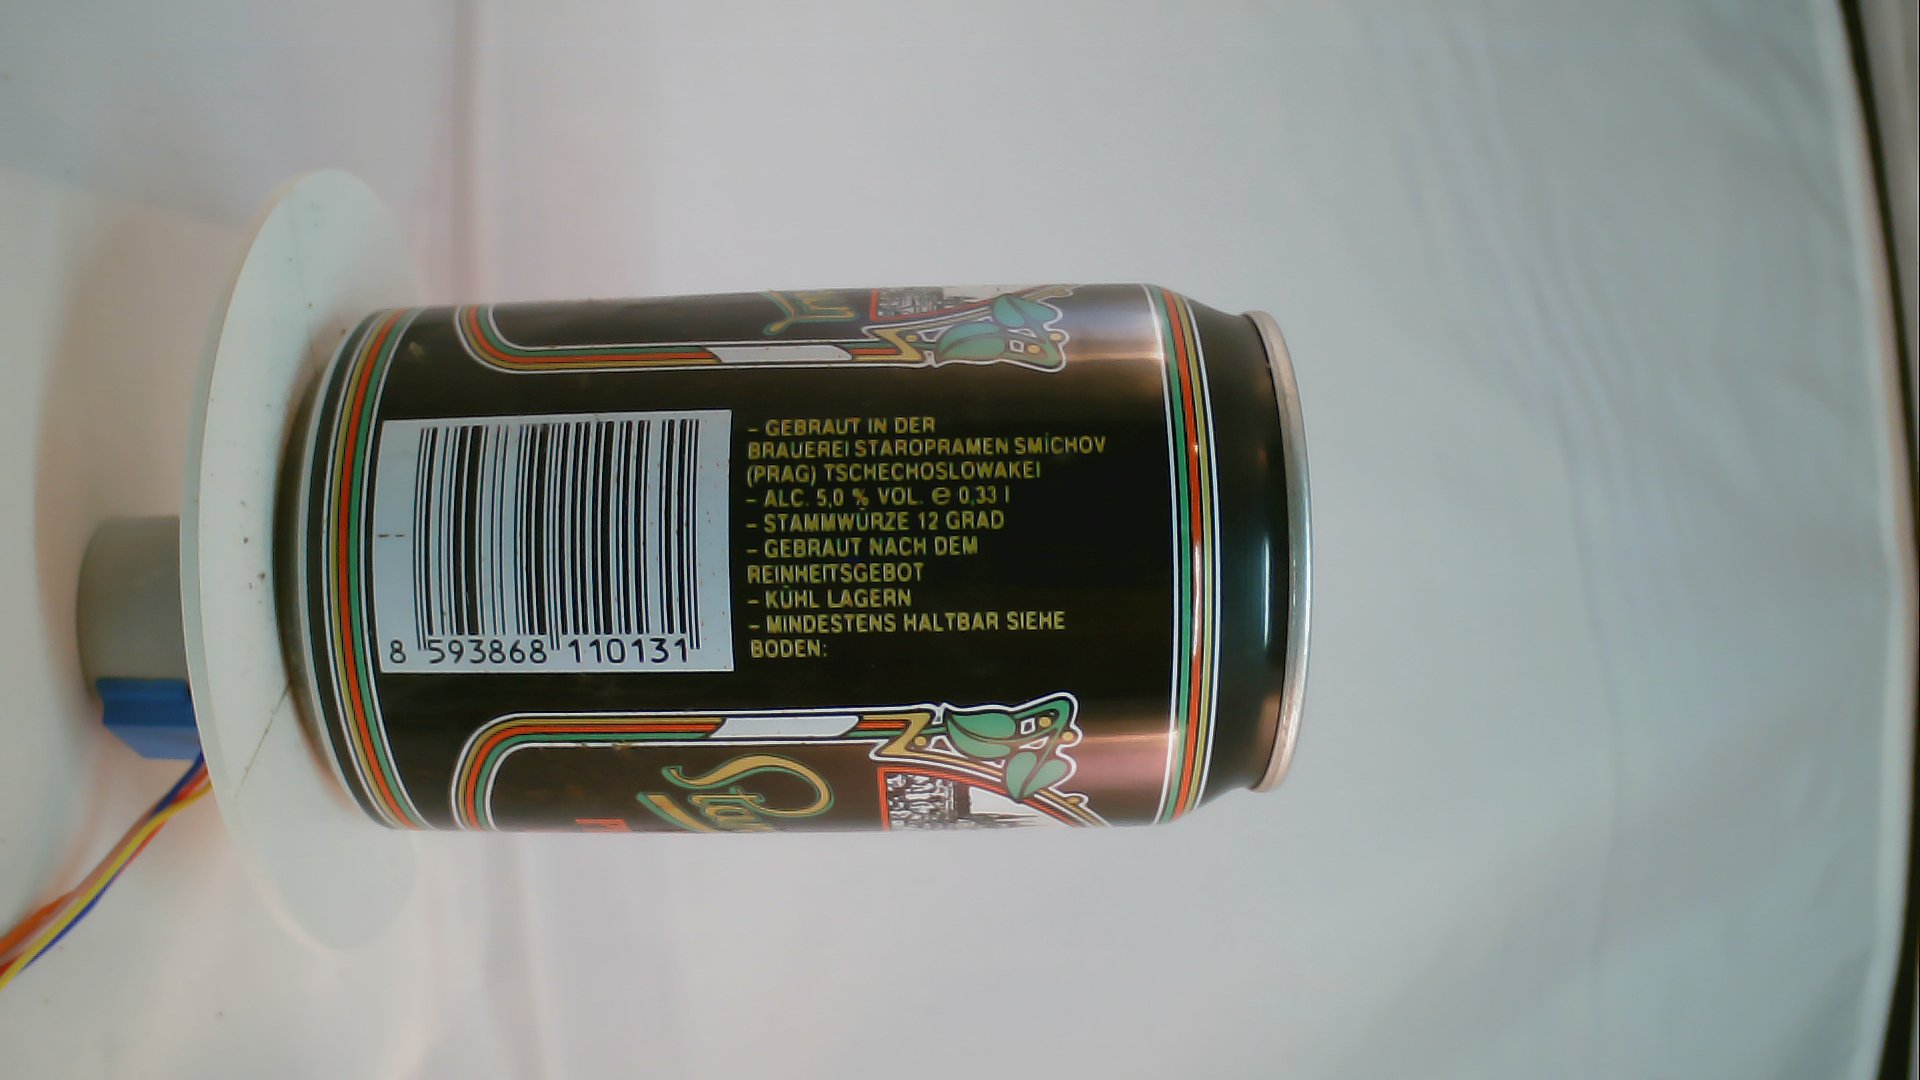 – GEBRAUT IN DER
BRAUEREI STAROPRAMEN SMÍCHOV
(PRAG) TSCHECHOSLOWAKEI
– ALC. 5,0 % VOL. ℮ 0,33 l
– STAMMWÜRZE 12 GRAD
– GEBRAUT NACH DEM
REINHEITSGEBOT
– KÜHL LAGERN
– MINDESTENS HALTBAR SIEHE
BODEN:
8 593868 110131